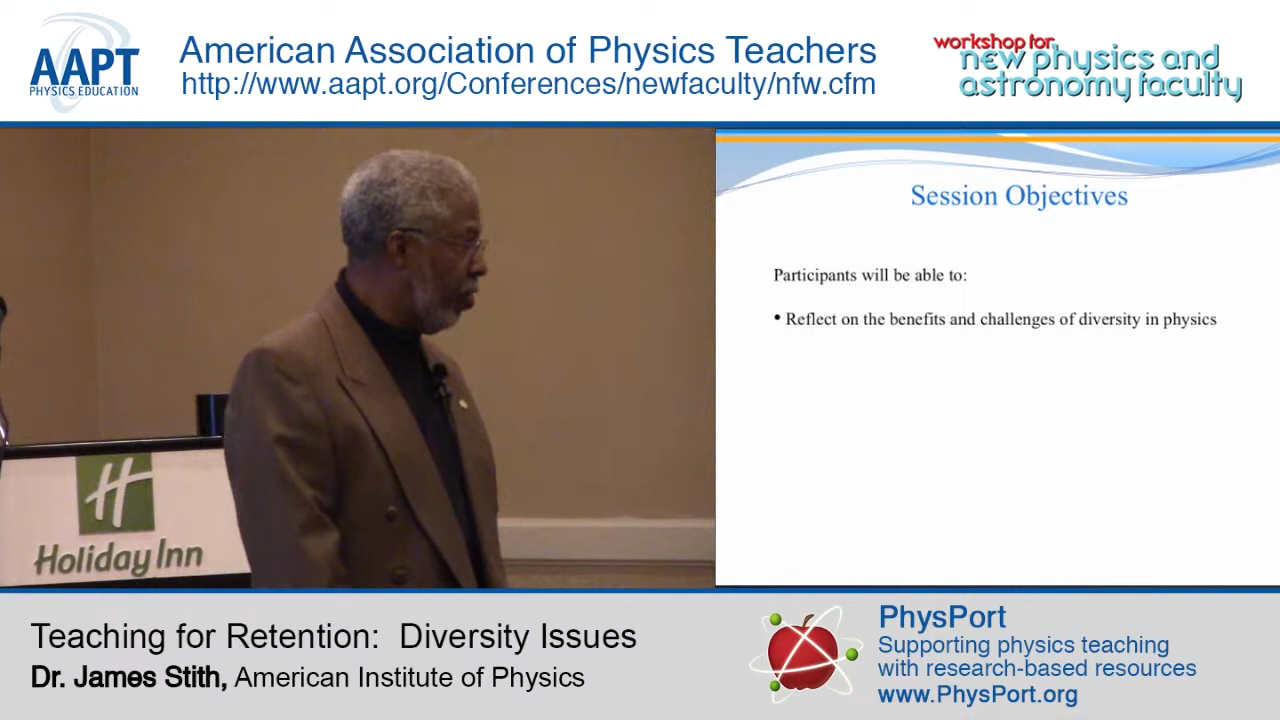 AAPT
PHYSICS EDUCATION
American Association of Physics Teachers
http://www.aapt.org/Conferences/newfaculty/nfw.cfm
workshop for
new physics and
astronomy faculty
Session Objectives
Participants will be able to:
• Reflect on the benefits and challenges of diversity in physics
H
Holiday Inn
Teaching for Retention: Diversity Issues
Dr. James Stith, American Institute of Physics
PhysPort
Supporting physics teaching
with research-based resources
www.PhysPort.org